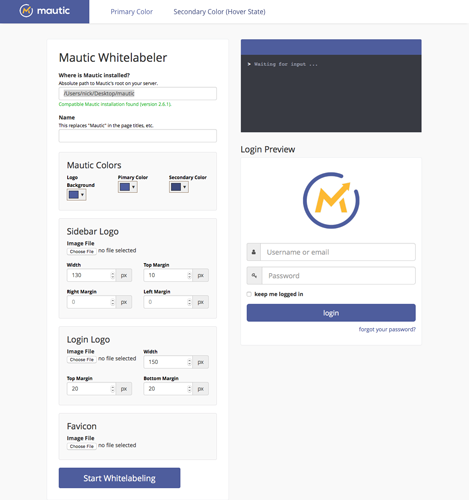 mautic
Primary Color
Secondary Color (Hover State)
Mautic Whitelabeler
Where is Mautic installed?
Absolute path to Mautic's root on your server.
/Users/nick/Desktop/mautic
Compatible Mautic installation found (version 2.6.1).
Name
This replaces "Mautic" in the page titles, etc.
Mautic Colors
Logo Background
Primary Color
Secondary Color
Sidebar Logo
Image File
Choose File no file selected
Width
130 px
Top Margin
10 px
Right Margin
0 px
Left Margin
0 px
Login Logo
Image File
Choose File no file selected
Width
150 px
Top Margin
20 px
Bottom Margin
20 px
Favicon
Image File
Choose File no file selected
Start Whitelabeling
Waiting for input ...
Login Preview
Username or email
Password
keep me logged in
login
forgot your password?